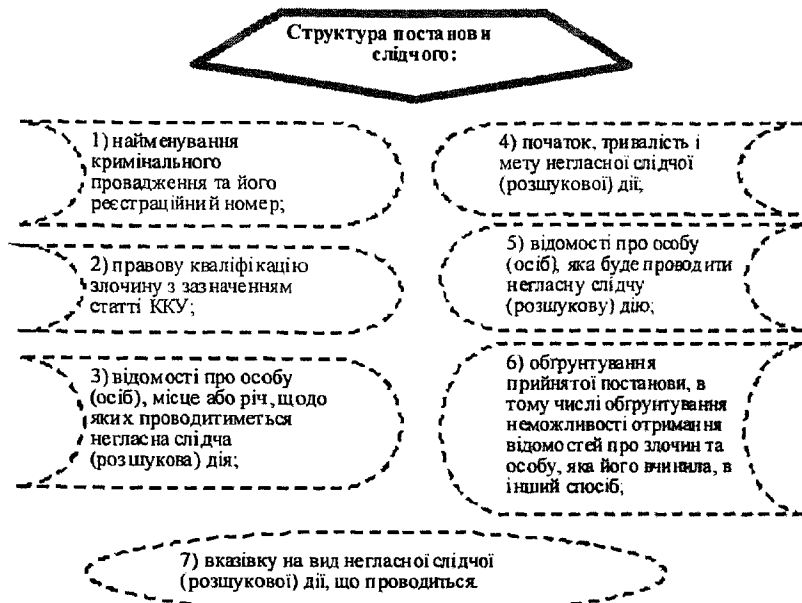 Структура постанови
слідчого:
1) найменування
кримінального
провадження та його
реєстраційний номер;
2) правову кваліфікацію
злочину з зазначенням
статті ККУ;
3) відомості про особу
(осіб), місце або річ, щодо
яких проводитиметься
негласна слідча
(розшукова) дія;
4) початок, тривалість і
мету негласної слідчої
(розшукової) дії;
5) відомості про особу
(осіб), яка буде проводити
негласну слідчу
(розшукову) дію;
6) обґрунтування
прийнятої постанови, в
тому числі обґрунтування
неможливості отримання
відомостей про злочин та
особу, яка його вчинила, в
інший спосіб;
7) вказівку на вид негласної слідчої
(розшукової) дії, що проводиться.